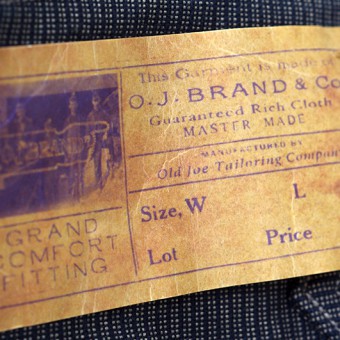 This Garment is made of
O.J. BRAND & Co
Guaranteed Rich Cloth
MASTER MADE
MANUFACTURED BY
Old Joe Tailoring Company
GRAND
COMFORT
FITTING
Size, W L
Lot Price